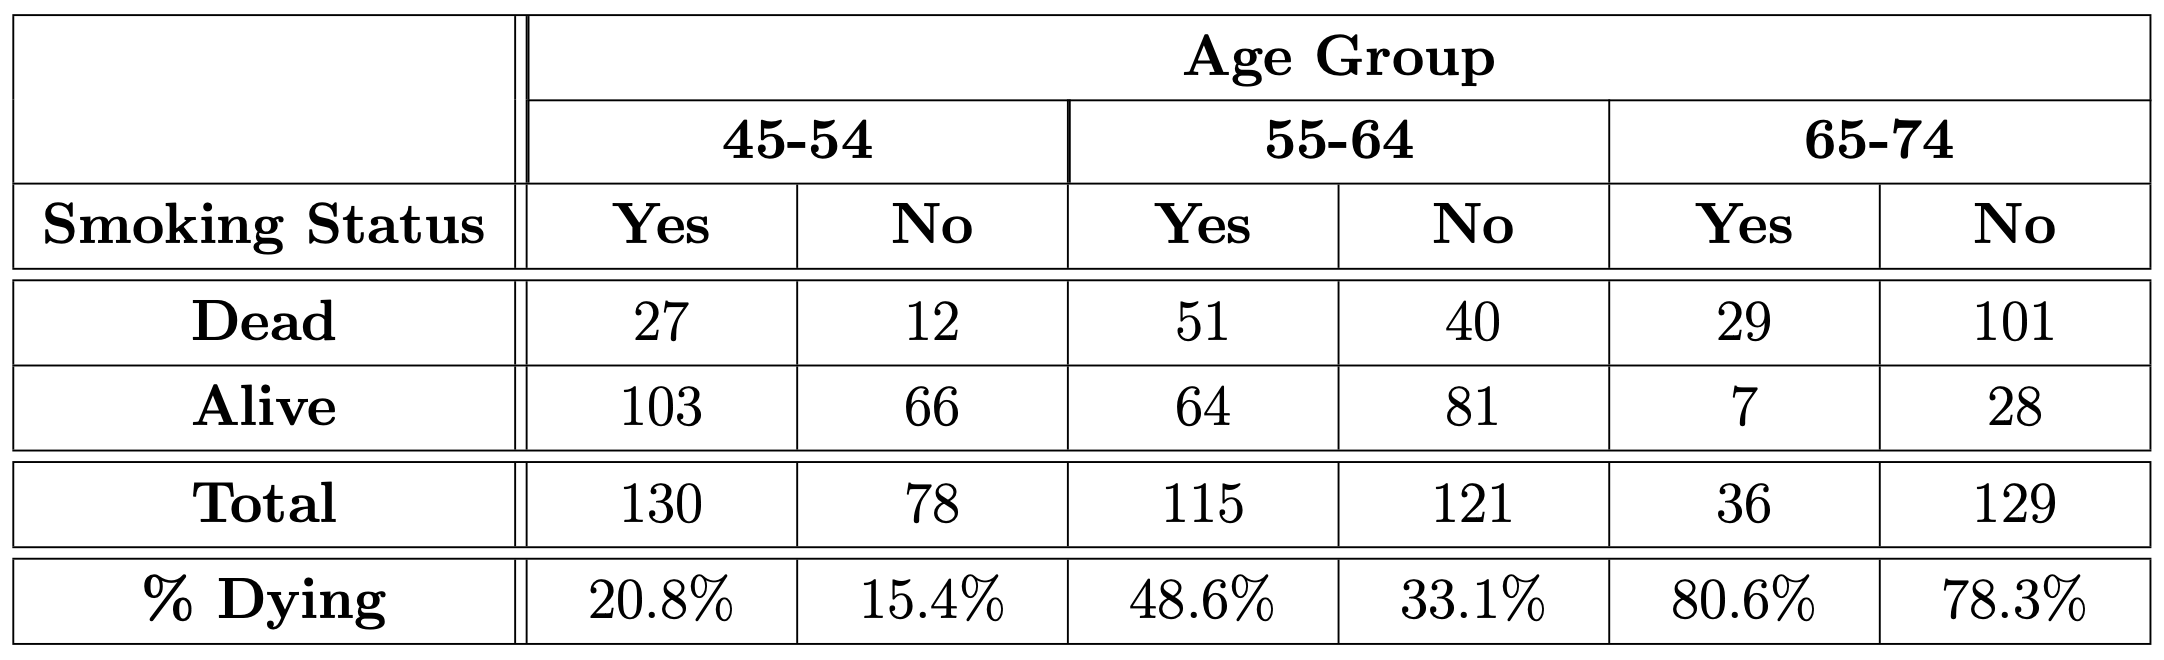 Age Group
45-54 55-64 65-74
Smoking Status Yes No Yes No Yes No
Dead 27 12 51 40 29 101
Alive 103 66 64 81 7 28
Total 130 78 115 121 36 129
% Dying 20.8% 15.4% 48.6% 33.1% 80.6% 78.3%